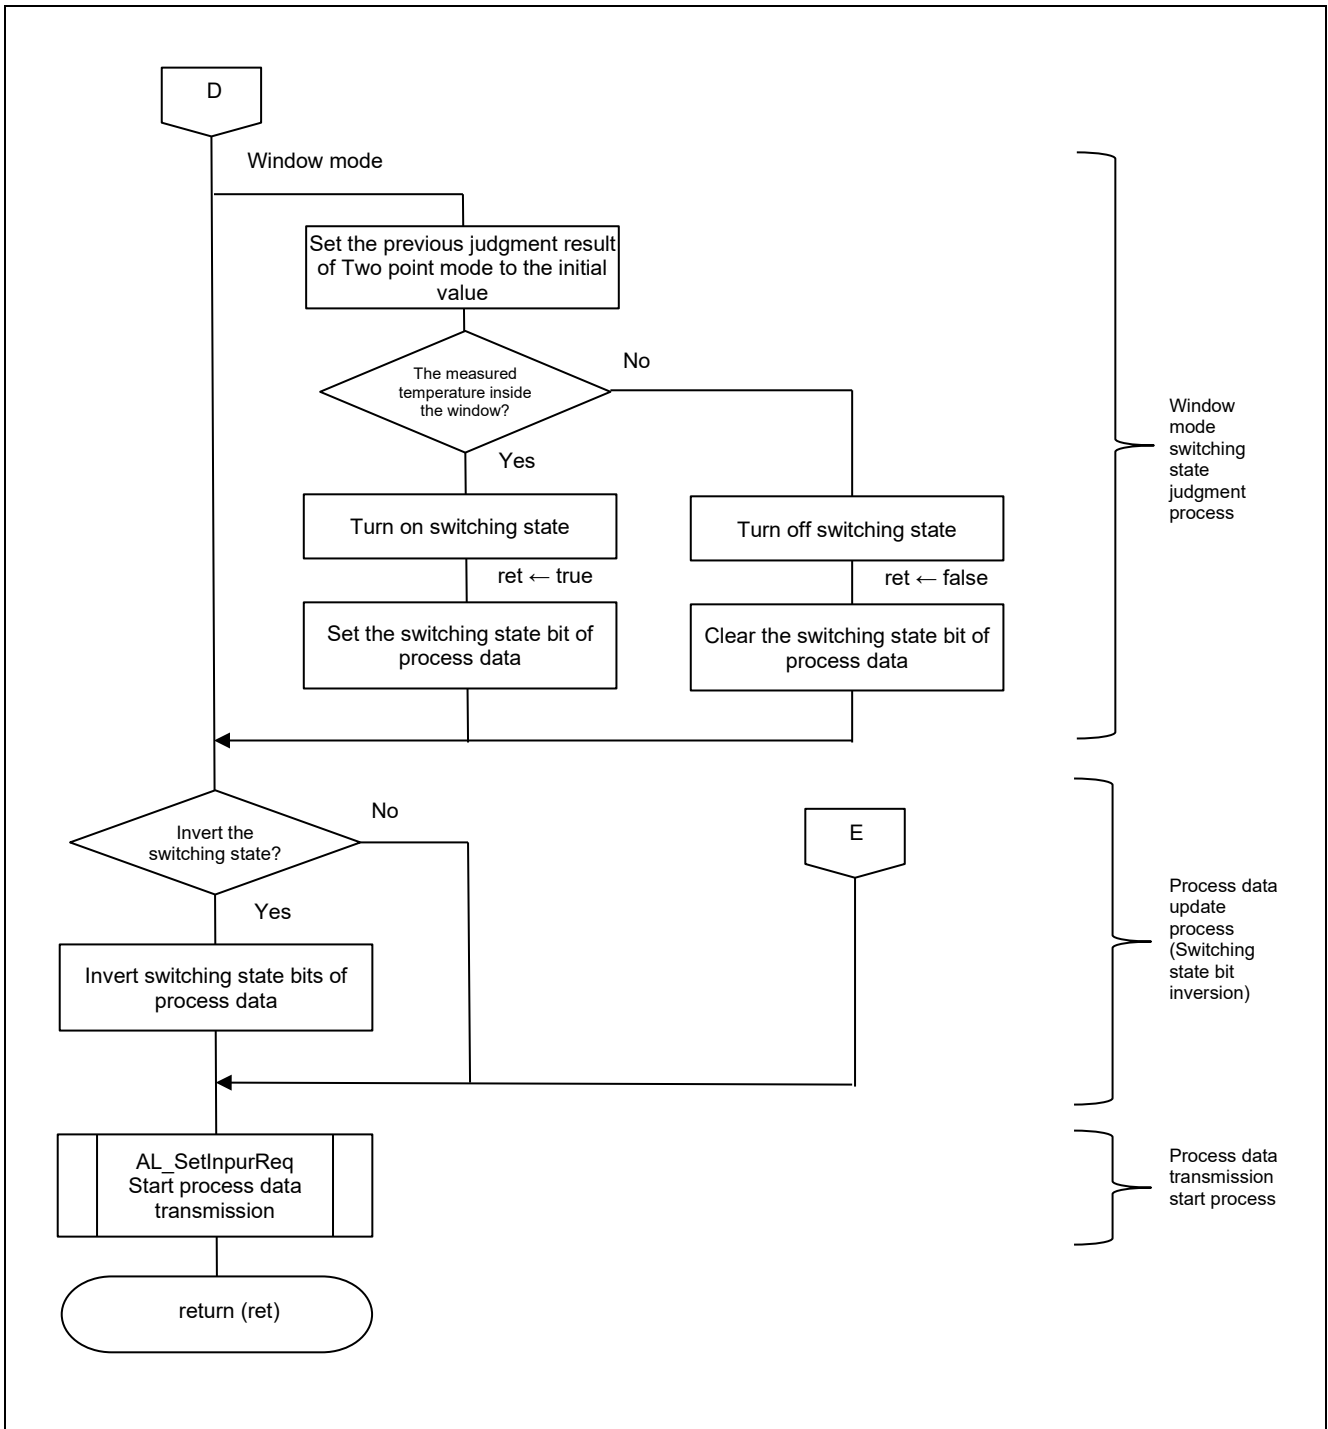 D
Window mode
Set the previous judgment result
of Two point mode to the initial
value
The measured
temperature inside
the window?
No
Yes
Turn on switching state
Turn off switching state
ret ← true
ret ← false
Set the switching state bit of
process data
Clear the switching state bit of
process data
Window
mode
switching
state
judgment
process
Invert the
switching state?
No
E
Yes
Invert switching state bits of
process data
Process data
update
process
(Switching
state bit
inversion)
AL_SetInpurReq
Start process data
transmission
Process data
transmission
start process
return (ret)